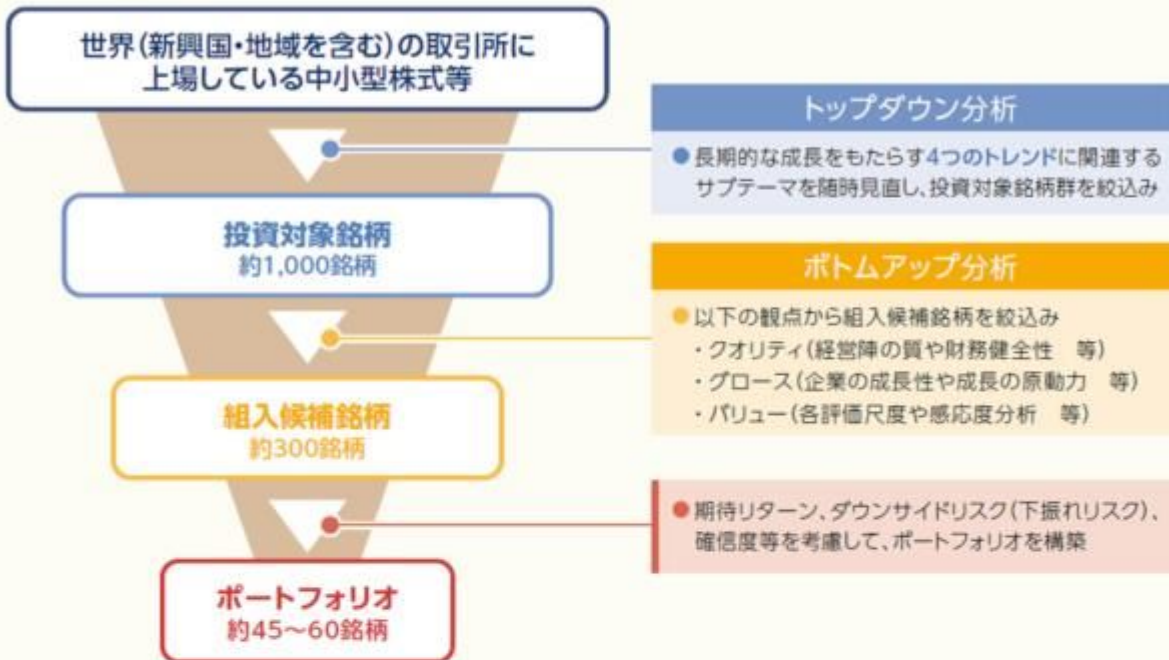 世界(新興国・地域を含む)の取引所に
上場している中小型株式等
トップダウン分析
●長期的な成長をもたらす4つのトレンドに関連する
サブテーマを随時見直し、投資対象銘柄群を絞込み
投資対象銘柄
約1,000銘柄
ボトムアップ分析
●以下の観点から組入候補銘柄を絞込み
・クオリティ(経営陣の質や財務健全性 等)
・グロース(企業の成長性や成長の原動力 等)
・バリュー(各評価尺度や感応度分析 等)
組入候補銘柄
約300銘柄
●期待リターン、ダウンサイドリスク(下振れリスク)、
確信度等を考慮して、ポートフォリオを構築
ポートフォリオ
約45~60銘柄